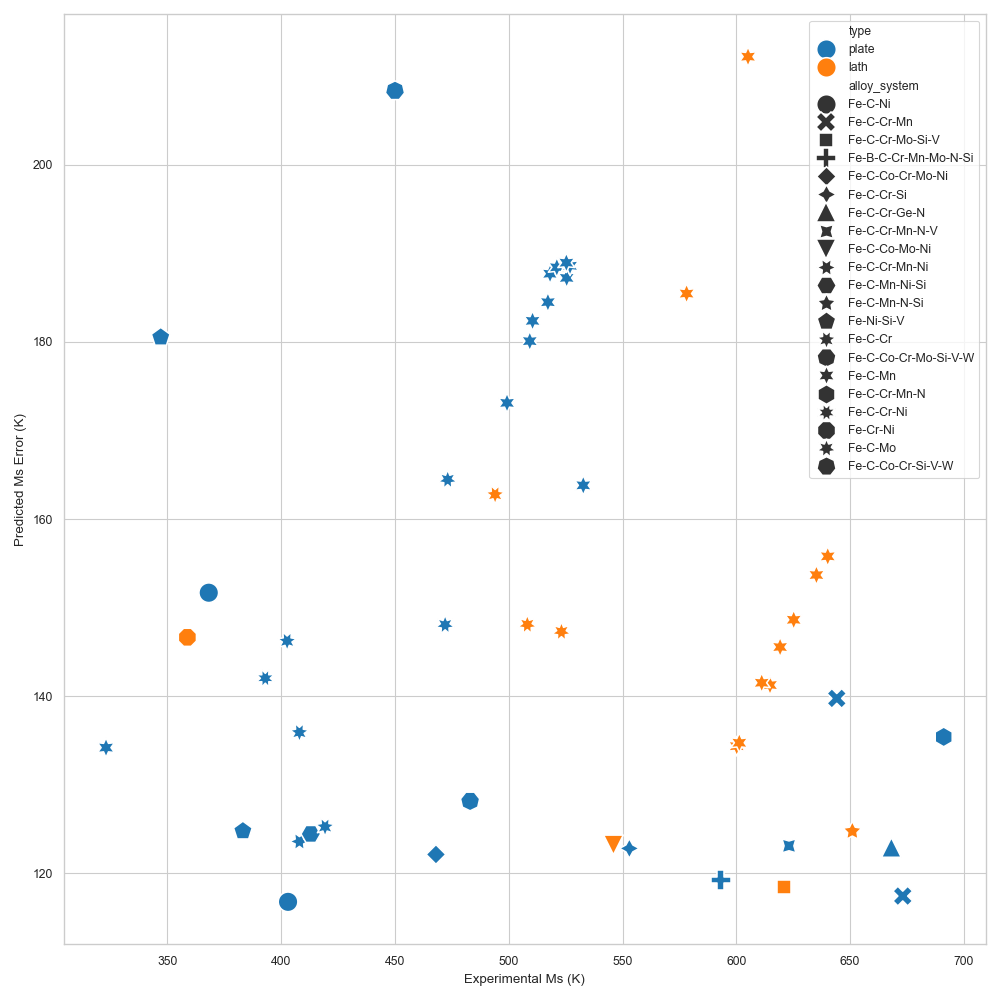 type
plate
lath
alloy_system
Fe-C-Ni
Fe-C-Cr-Mn
Fe-C-Cr-Mo-Si-V
Fe-B-C-Cr-Mn-Mo-N-Si
Fe-C-Co-Cr-Mo-Ni
Fe-C-Cr-Si
Fe-C-Cr-Ge-N
Fe-C-Cr-Mn-N-V
Fe-C-Co-Mo-Ni
Fe-C-Cr-Mn-Ni
Fe-C-Mn-Ni-Si
Fe-C-Mn-N-Si
Fe-Ni-Si-V
Fe-C-Cr
Fe-C-Co-Cr-Mo-Si-V-W
Fe-C-Mn
Fe-C-Cr-Mn-N
Fe-C-Cr-Ni
Fe-Cr-Ni
Fe-C-Mo
Fe-C-Co-Cr-Si-V-W
Predicted Ms Error (K)
200
180
160
140
120
350 400 450 500 550 600 650 700
Experimental Ms (K)